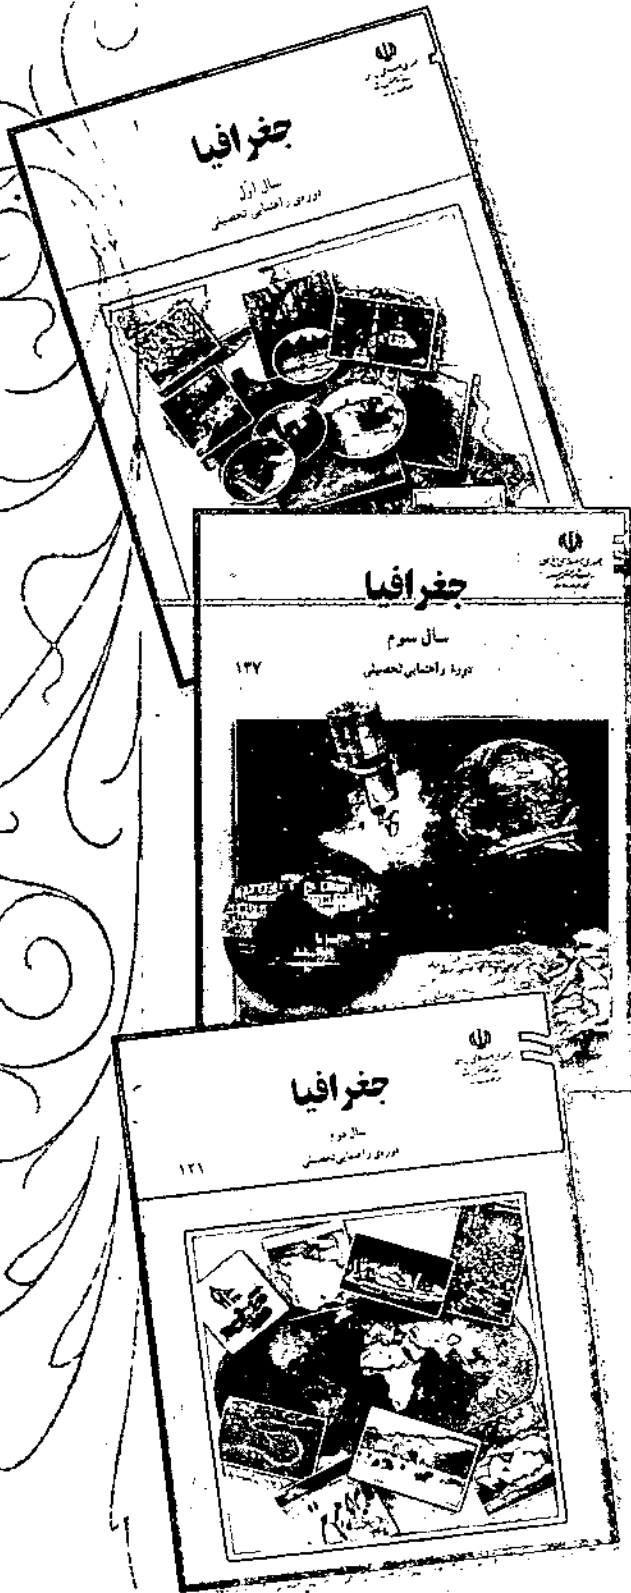 جغرافیا
سال اول
دوره‌ی راهنمایی تحصیلی
۱۰۷
جغرافیا
سال سوم
دورهٔ راهنمایی تحصیلی
۱۳۷
جغرافیا
سال دوم
دوره‌ی راهنمایی تحصیلی
۱۲۱